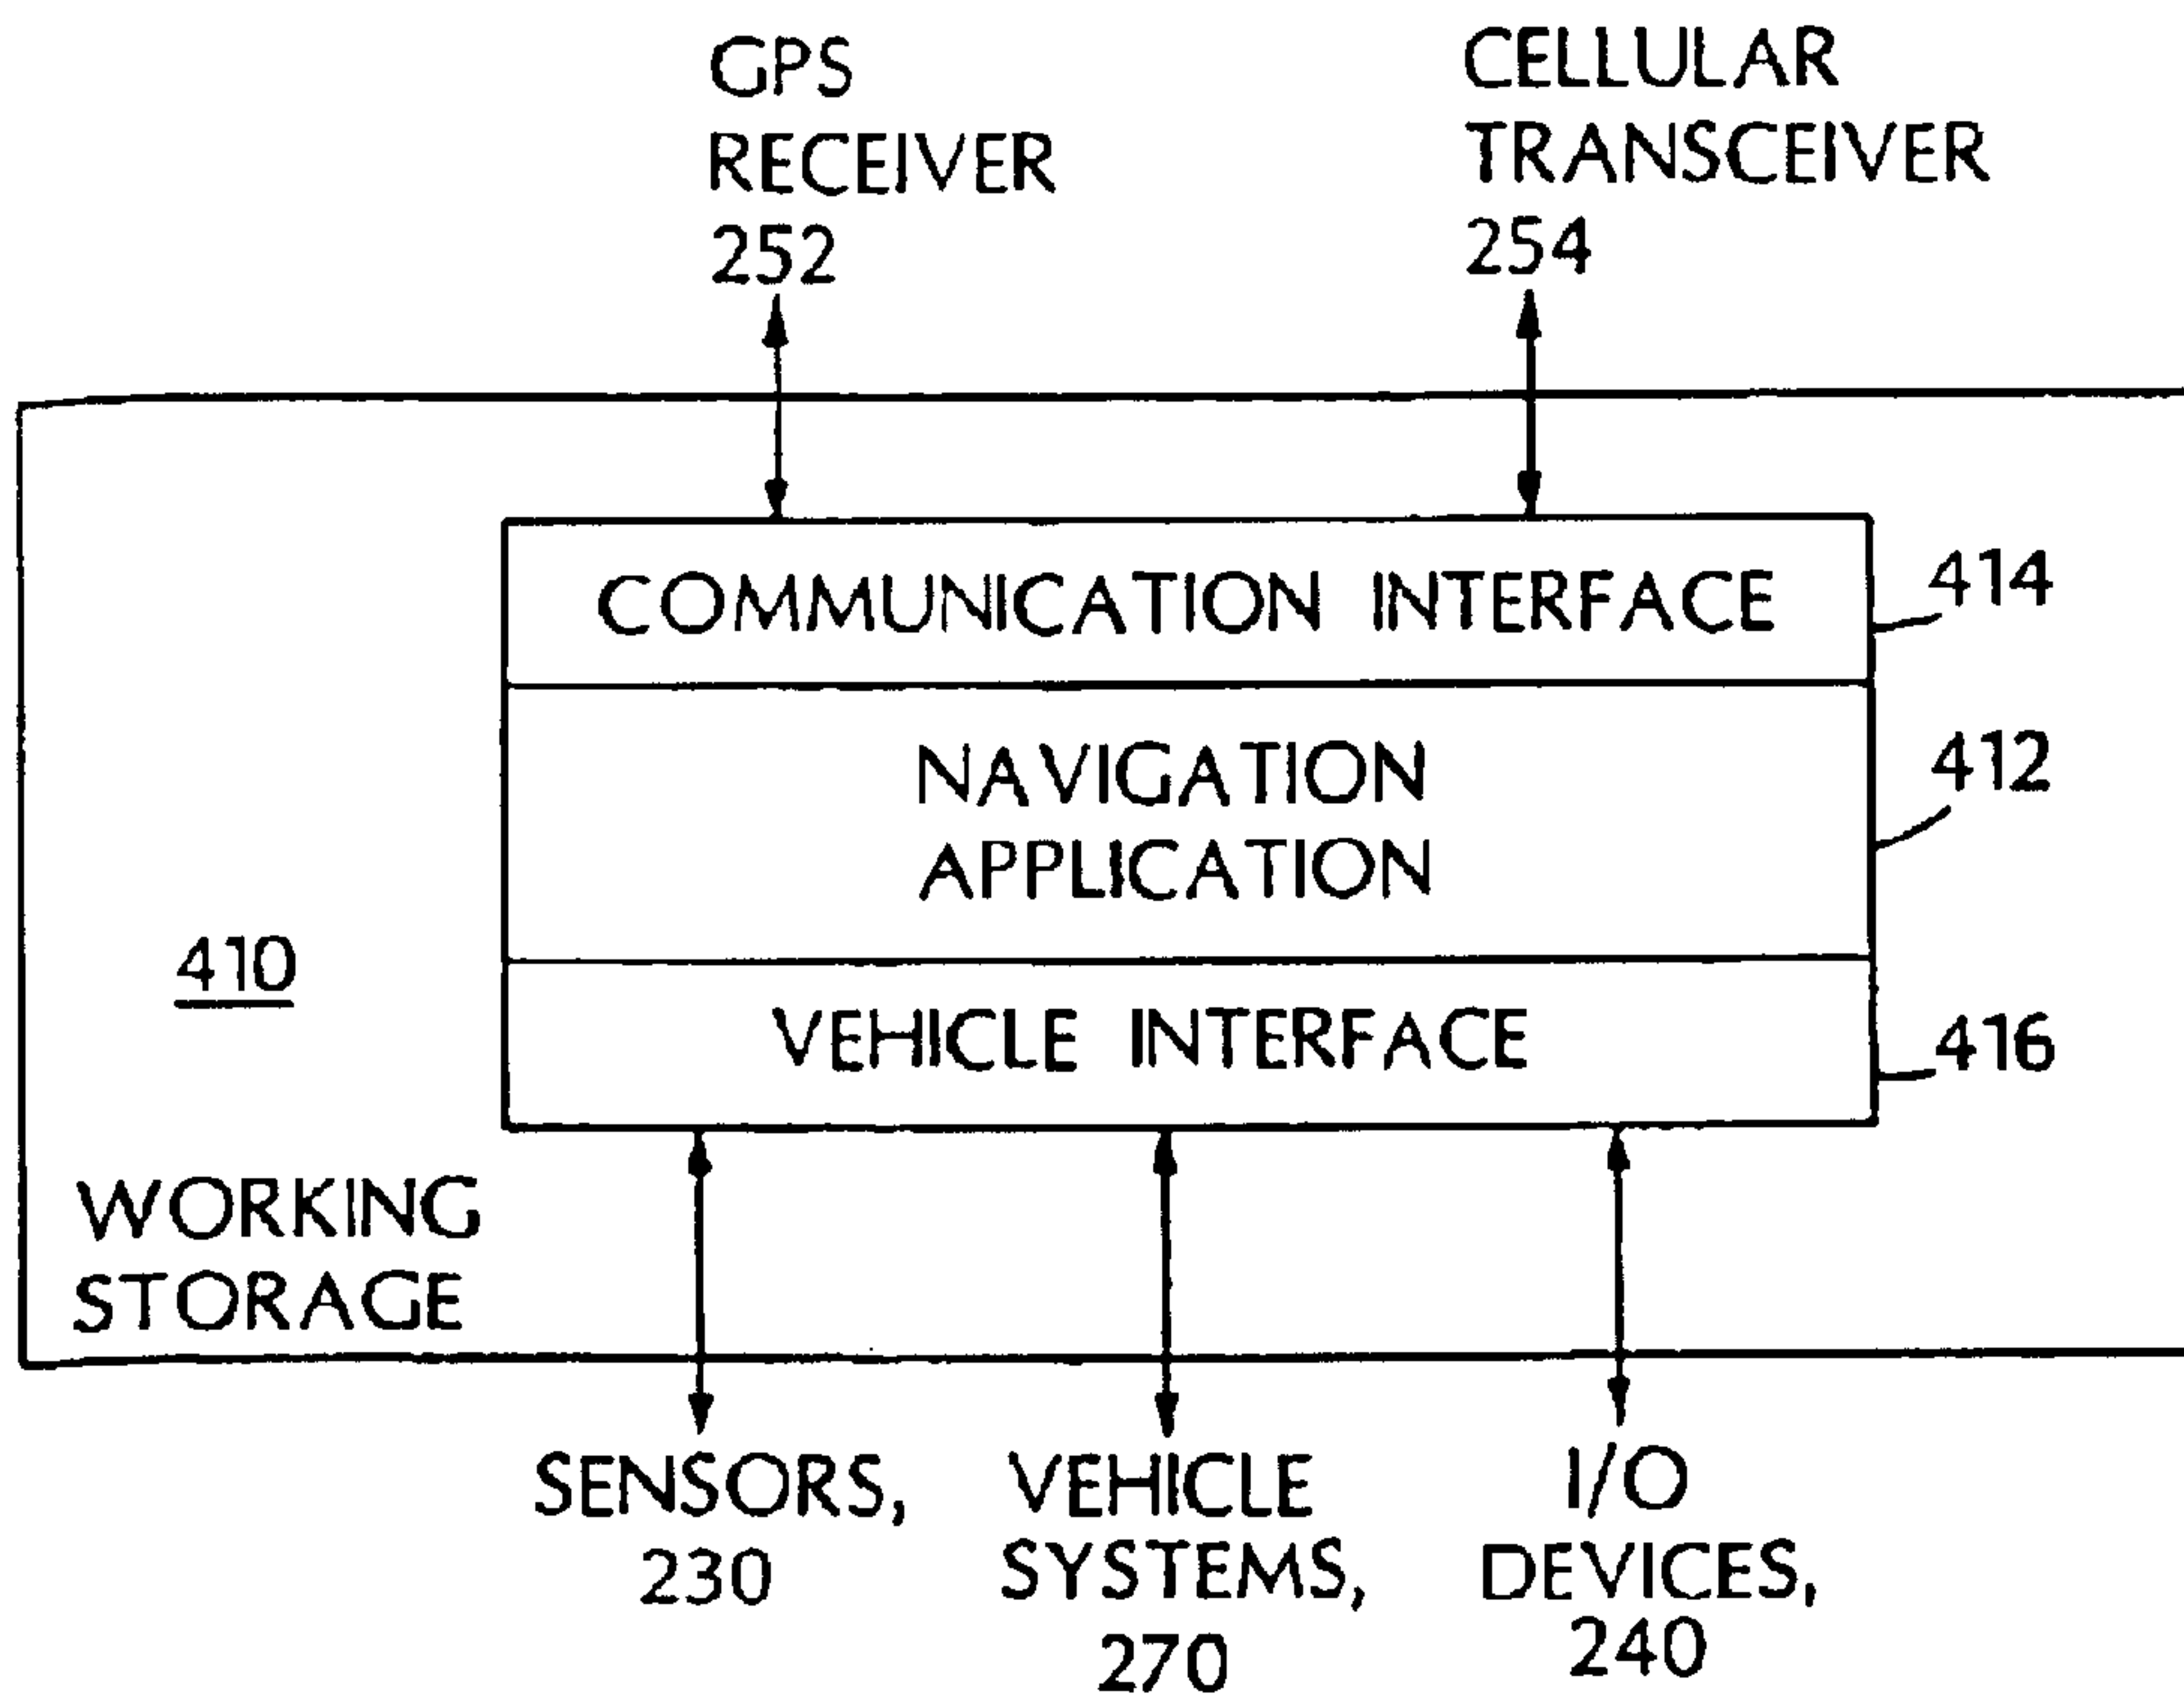 GPS
RECEIVER
252
CELLULAR
TRANSCEIVER
254
COMMUNICATION INTERFACE
414
NAVIGATION
APPLICATION
412
410
VEHICLE INTERFACE
416
WORKING
STORAGE
SENSORS,
230
VEHICLE
SYSTEMS,
270
I/O
DEVICES,
240